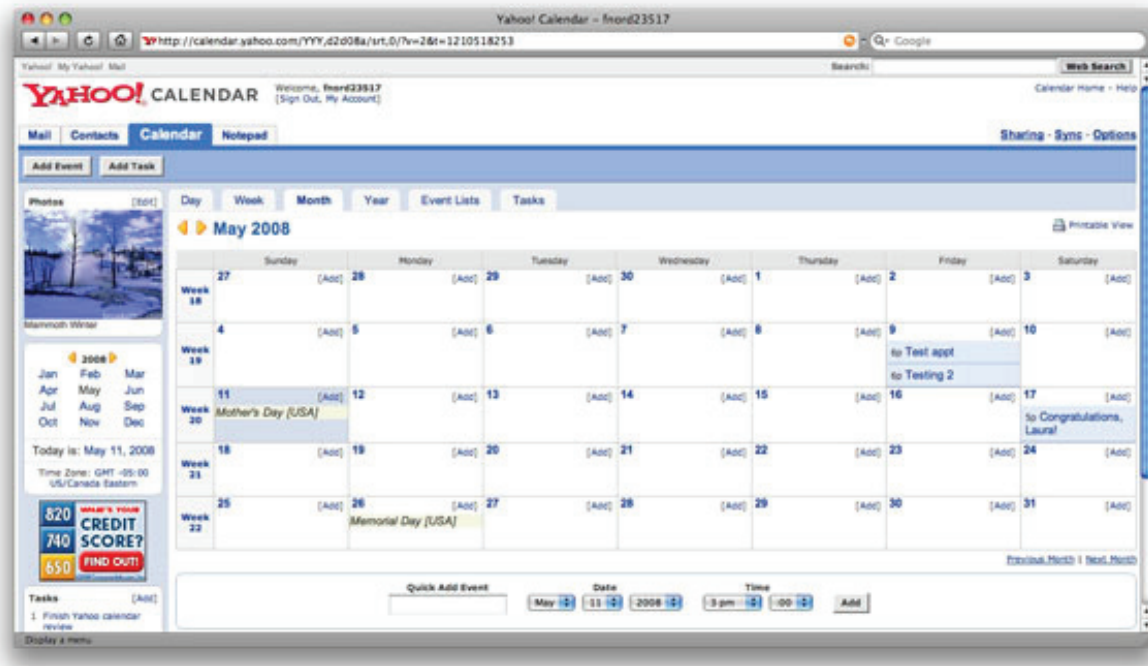 Yahoo! Calendar – fnord23517
http://calendar.yahoo.com/YYY,d2d08a/srt,0/?v=2&t=1210518253
Google
Yahoo! My Yahoo! Mail
Search:
Web Search
YAHOO! CALENDAR
Welcome, fnord23517
[Sign Out, My Account]
Calendar Home - Help
Mail Contacts Calendar Notepad
Sharing - Sync - Options
Add Event Add Task
Photos [Edit]
Mammoth Winter
2008
Jan Feb Mar
Apr May Jun
Jul Aug Sep
Oct Nov Dec
Today is: May 11, 2008
Time Zone: GMT -05:00
US/Canada Eastern
820
740
650
WHAT'S YOUR
CREDIT
SCORE?
FIND OUT!
Tasks [Add]
1. Finish Yahoo calendar
review
Day Week Month Year Event Lists Tasks
May 2008
Printable View
Sunday Monday Tuesday Wednesday Thursday Friday Saturday
Week 18
27 [Add] 28 [Add] 29 [Add] 30 [Add] 1 [Add] 2 [Add] 3 [Add]
Week 19
4 [Add] 5 [Add] 6 [Add] 7 [Add] 8 [Add] 9 [Add] 10 [Add]
Test appt
Testing 2
Week 20
11 [Add] 12 [Add] 13 [Add] 14 [Add] 15 [Add] 16 [Add] 17 [Add]
Mother's Day [USA]
Congratulations,
Laura!
Week 21
18 [Add] 19 [Add] 20 [Add] 21 [Add] 22 [Add] 23 [Add] 24 [Add]
Week 22
25 [Add] 26 [Add] 27 [Add] 28 [Add] 29 [Add] 30 [Add] 31 [Add]
Memorial Day [USA]
Previous Month | Next Month
Quick Add Event Date Time
May 11 2008 3 pm :00 Add
Display a menu